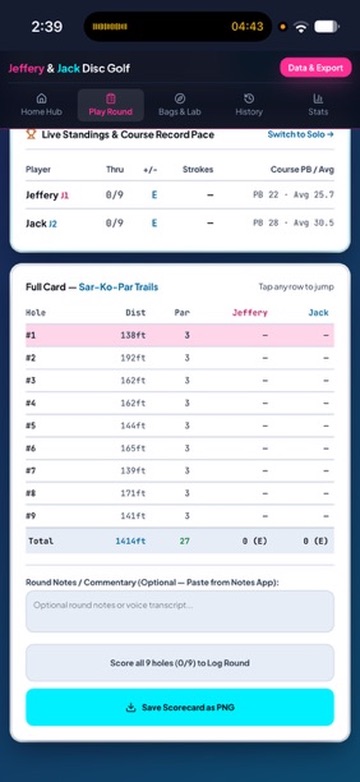 2:39
04:43
Jeffery & Jack Disc Golf
Data & Export
Home Hub
Play Round
Bags & Lab
History
Stats
Live Standings & Course Record Pace
Switch to Solo →
Player Thru +/- Strokes Course PB / Avg
Jeffery J1 0/9 E – PB 22 · Avg 25.7
Jack J2 0/9 E – PB 28 · Avg 30.5
Full Card — Sar-Ko-Par Trails
Tap any row to jump
Hole Dist Par Jeffery Jack
#1 138ft 3 – –
#2 192ft 3 – –
#3 162ft 3 – –
#4 162ft 3 – –
#5 144ft 3 – –
#6 165ft 3 – –
#7 139ft 3 – –
#8 171ft 3 – –
#9 141ft 3 – –
Total 1414ft 27 0 (E) 0 (E)
Round Notes / Commentary (Optional — Paste from Notes App):
Optional round notes or voice transcript...
Score all 9 holes (0/9) to Log Round
Save Scorecard as PNG